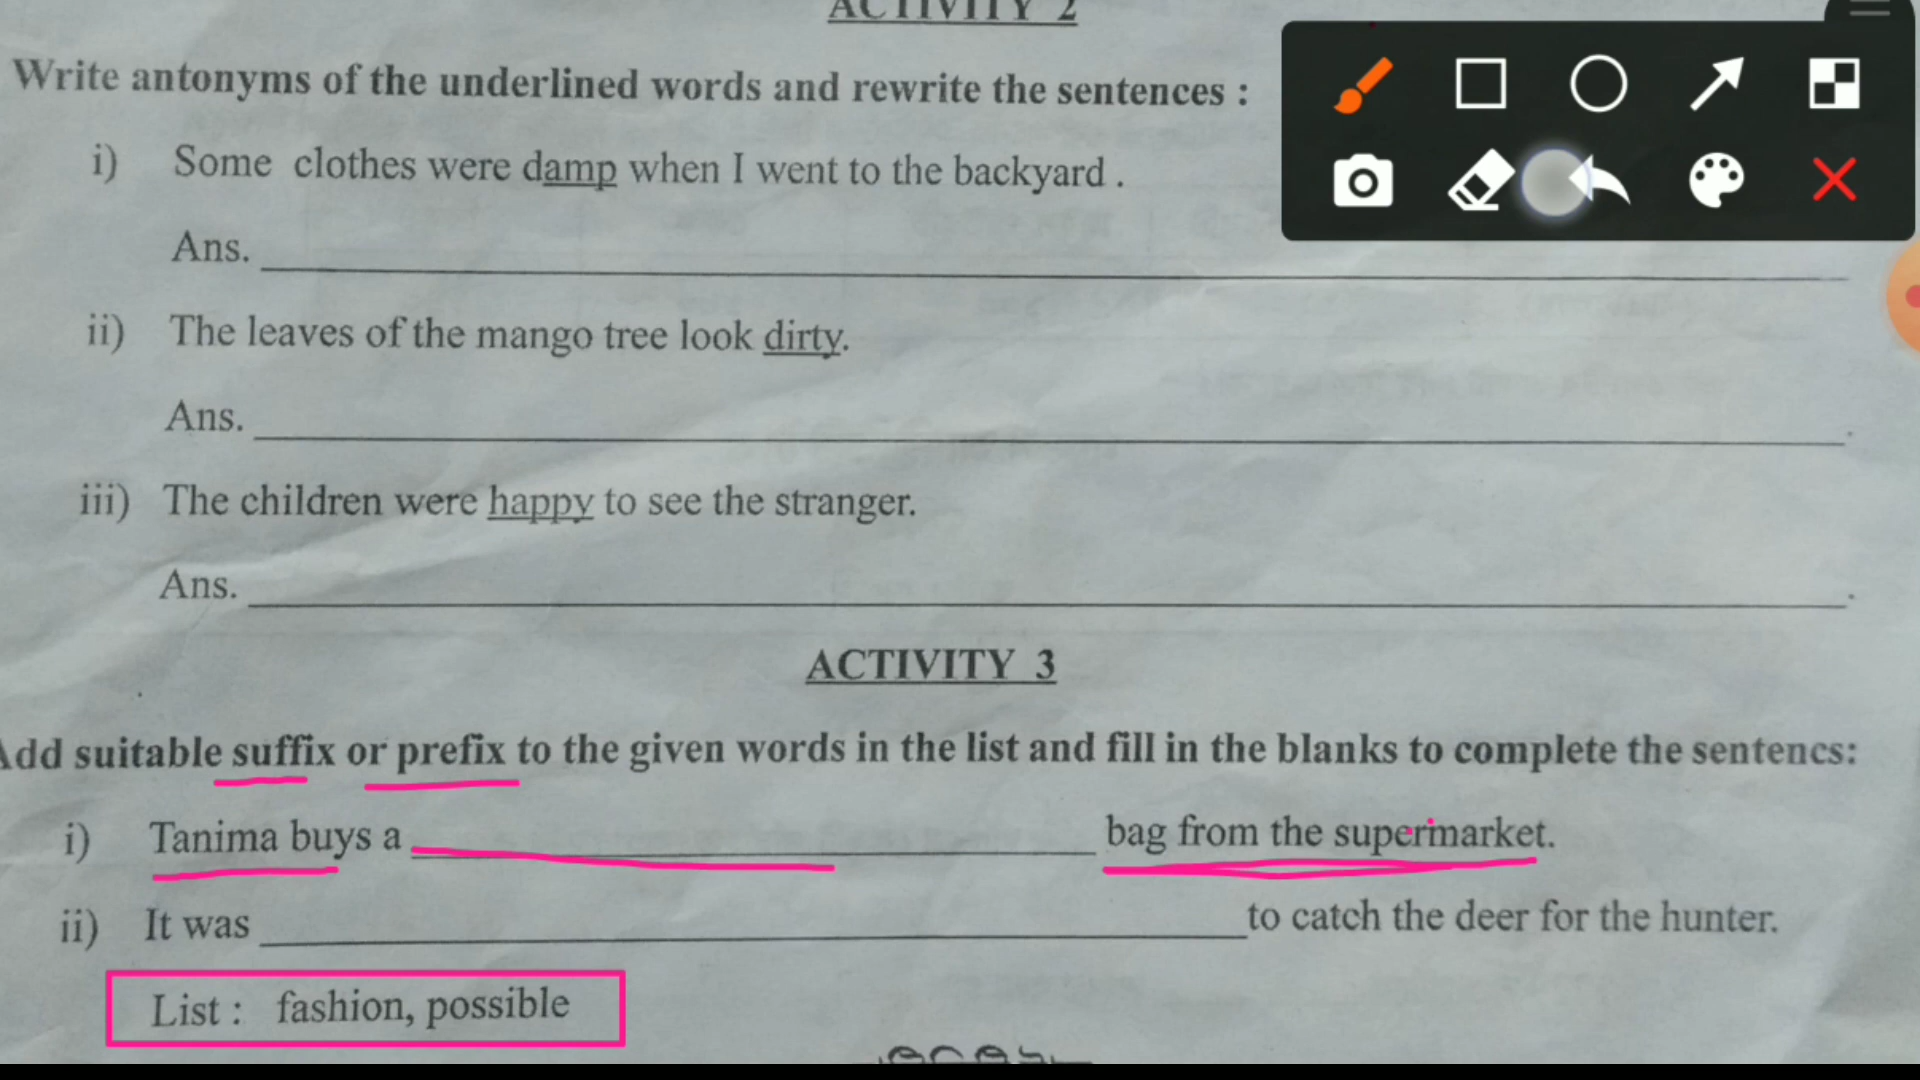 ACTIVITY 2
Write antonyms of the underlined words and rewrite the sentences :
i) Some clothes were damp when I went to the backyard .
Ans.
ii) The leaves of the mango tree look dirty.
Ans. .
iii) The children were happy to see the stranger.
Ans. .
ACTIVITY 3
Add suitable suffix or prefix to the given words in the list and fill in the blanks to complete the sentencs:
i) Tanima buys a ____ bag from the supermarket.
ii) It was ____ to catch the deer for the hunter.
List : fashion, possible